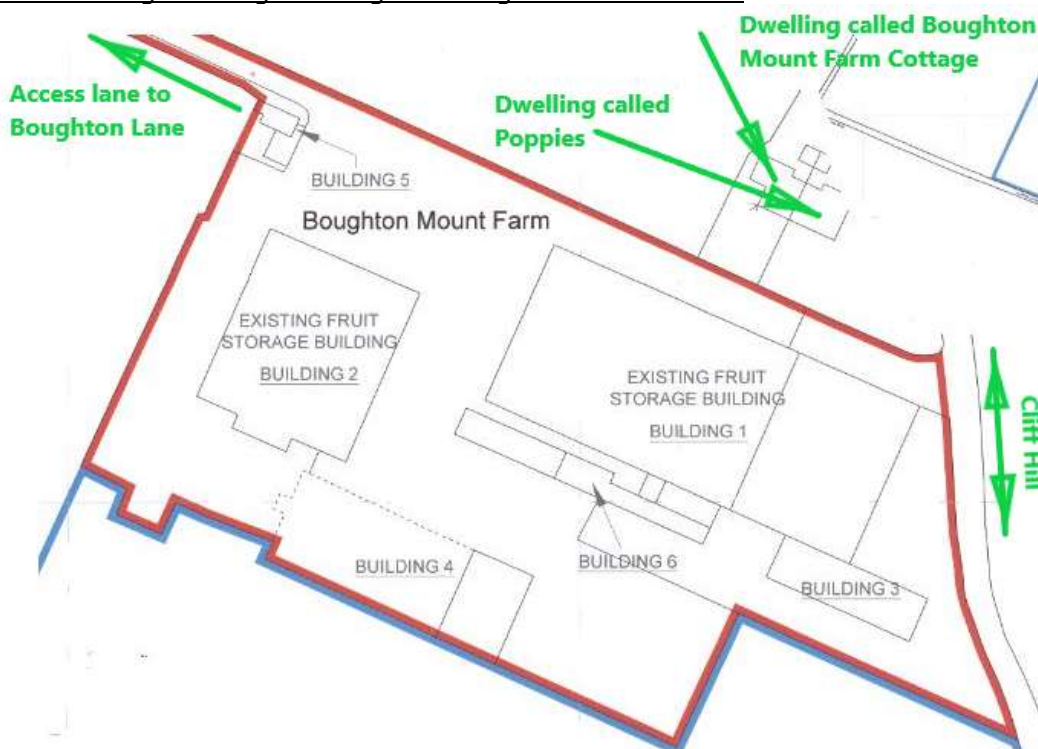 Dwelling called Boughton
Mount Farm Cottage
Access lane to
Boughton Lane
Dwelling called
Poppies
BUILDING 5
Boughton Mount Farm
EXISTING FRUIT
STORAGE BUILDING
BUILDING 2
EXISTING FRUIT
STORAGE BUILDING
BUILDING 1
Cliff Hill
BUILDING 4
BUILDING 6
BUILDING 3